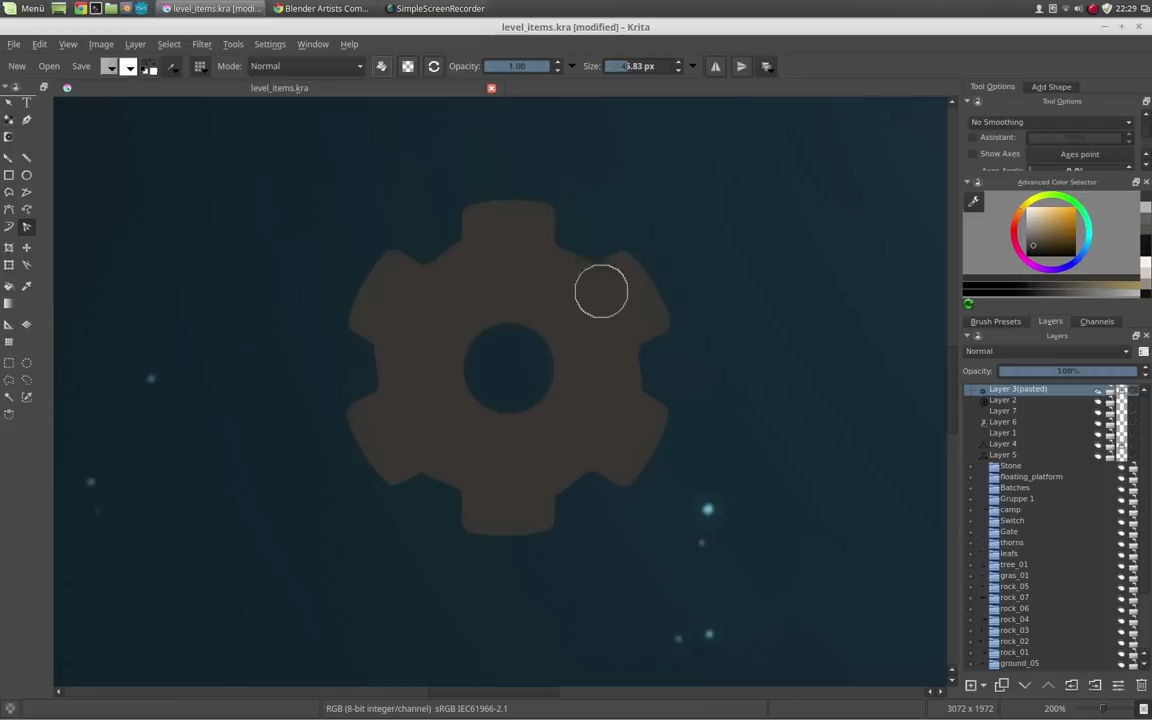 Menü
level_items.kra [modi...
Blender Artists Com...
SimpleScreenRecorder
22:29
level_items.kra [modified] – Krita
File Edit View Image Layer Select Filter Tools Settings Window Help
New Open Save
Mode: Normal
Opacity: 1.00
Size: 45.83 px
level_items.kra
Tool Options Add Shape
Tool Options
No Smoothing
Assistant:
Show Axes Axes point
Advanced Color Selector
Brush Presets Layers Channels
Layers
Normal
Opacity: 100%
Layer 3(pasted)
Layer 2
Layer 7
Layer 6
Layer 1
Layer 4
Layer 5
Stone
floating_platform
Batches
Gruppe 1
camp
Switch
Gate
thorns
leafs
tree_01
gras_01
rock_05
rock_07
rock_06
rock_04
rock_03
rock_02
rock_01
ground_05
RGB (8-bit integer/channel) sRGB IEC61966-2.1
3072 x 1972
200%